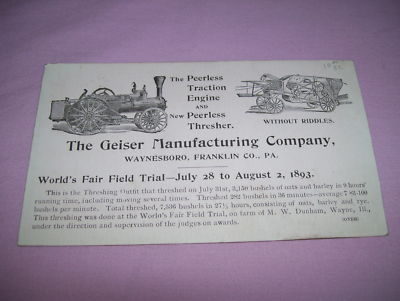 The Peerless
Traction
Engine AND
New Peerless
Thresher.
WITHOUT RIDDLES.
The Geiser Manufacturing Company,
WAYNESBORO, FRANKLIN CO., PA.
World's Fair Field Trial—July 28 to August 2, 1893.
This is the Threshing Outfit that threshed on July 31st, 3,150 bushels of oats and barley in 9 hours'
running time, including moving several times. Threshed 282 bushels in 36 minutes—average 7 83-100
bushels per minute. Total threshed, 7,536 bushels in 27½ hours, consisting of oats, barley and rye.
This threshing was done at the World's Fair Field Trial, on farm of M. W. Dunham, Wayne, Ill.,
under the direction and supervision of the judges of awards.
(OVER)